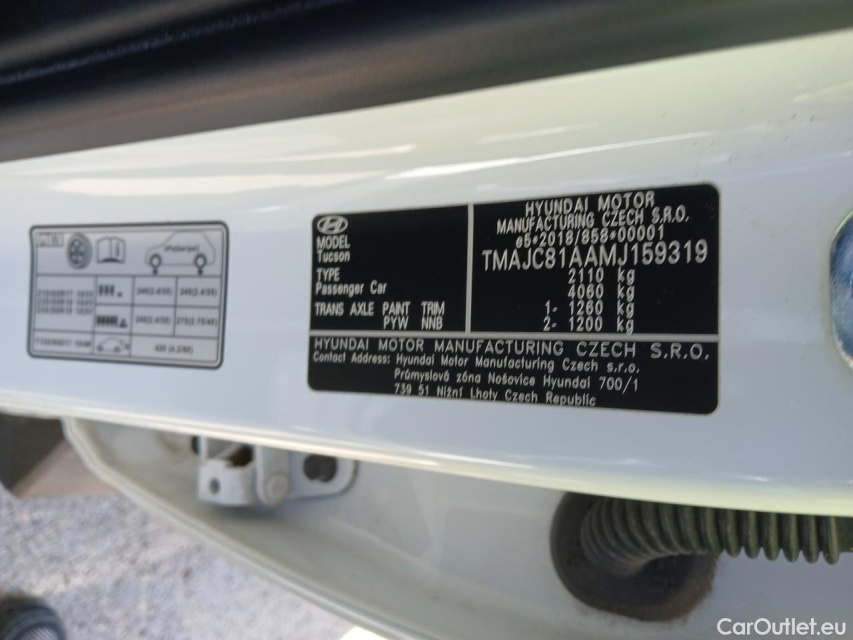 MODEL
Tucson
TYPE
Passenger Car
TRANS AXLE PAINT TRIM
PYW NNB
HYUNDAI MOTOR
MANUFACTURING CZECH S.R.O.
e5*2018/858*00001
TMAJC81AAMJ159319
2110 kg
4060 kg
1- 1260 kg
2- 1200 kg
HYUNDAI MOTOR MANUFACTURING CZECH S.R.O.
Contact Address: Hyundai Motor Manufacturing Czech s.r.o.
Průmyslová zóna Nošovice Hyundai 700/1
739 51 Nižní Lhoty Czech Republic
CarOutlet.eu